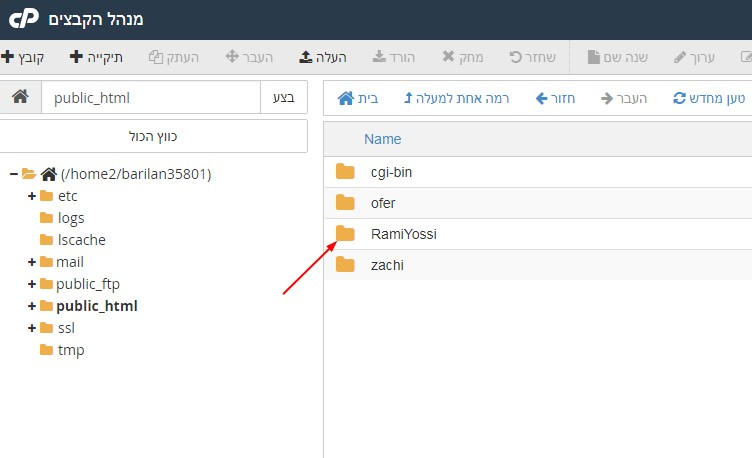 cP מנהל הקבצים
קובץ תיקייה העתק העבר העלה הורד מחק שחזר שנה שם ערוך
public_html בצע
בית רמה אחת למעלה חזור העבר טען מחדש
כווץ הכול
Name
(/home2/barilan35801)
etc
logs
lscache
mail
public_ftp
public_html
ssl
tmp
cgi-bin
ofer
RamiYossi
zachi